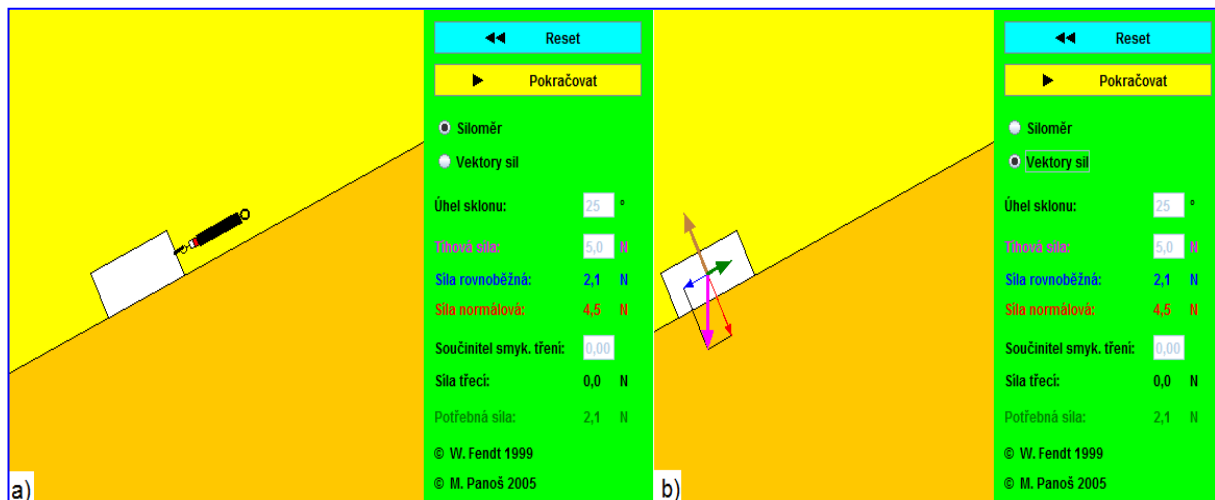 Reset
Pokračovat
Siloměr
Vektory sil
Úhel sklonu: 25 °
Tíhová síla: 5,0 N
Síla rovnoběžná: 2,1 N
Síla normálová: 4,5 N
Součinitel smyk. tření: 0,00
Síla třecí: 0,0 N
Potřebná síla: 2,1 N
© W. Fendt 1999
© M. Panoš 2005
a)
Reset
Pokračovat
Siloměr
Vektory sil
Úhel sklonu: 25 °
Tíhová síla: 5,0 N
Síla rovnoběžná: 2,1 N
Síla normálová: 4,5 N
Součinitel smyk. tření: 0,00
Síla třecí: 0,0 N
Potřebná síla: 2,1 N
© W. Fendt 1999
© M. Panoš 2005
b)